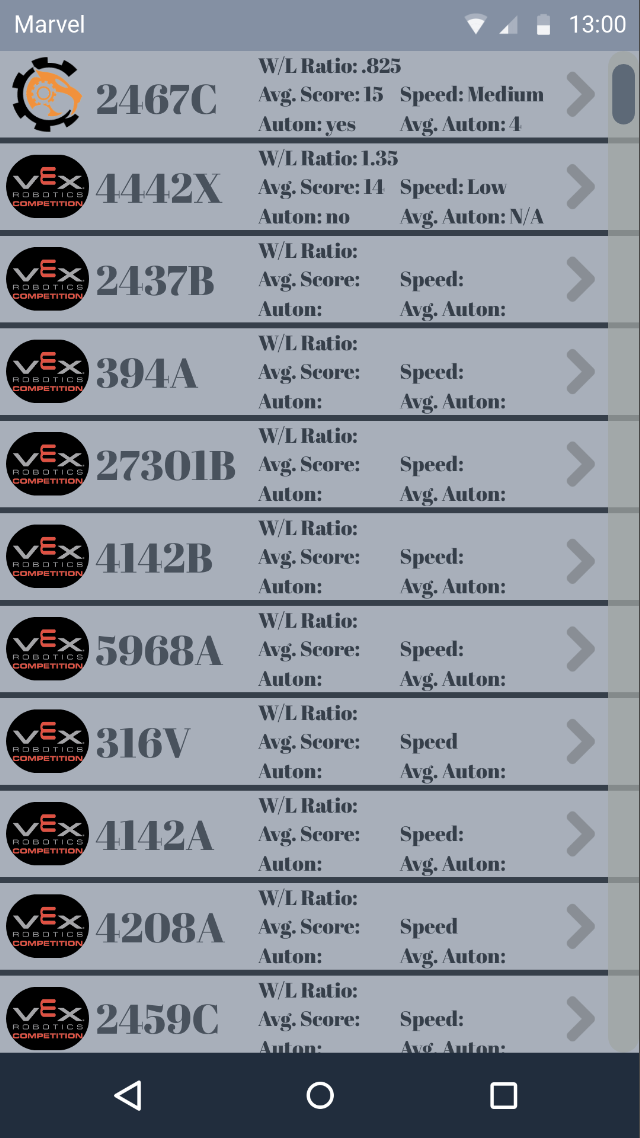 Marvel 13:00
2467C
W/L Ratio: .825
Avg. Score: 15 Speed: Medium
Auton: yes Avg. Auton: 4
VEX
ROBOTICS
COMPETITION
4442X
W/L Ratio: 1.35
Avg. Score: 14 Speed: Low
Auton: no Avg. Auton: N/A
VEX
ROBOTICS
COMPETITION
2437B
W/L Ratio:
Avg. Score: Speed:
Auton: Avg. Auton:
VEX
ROBOTICS
COMPETITION
394A
W/L Ratio:
Avg. Score: Speed:
Auton: Avg. Auton:
VEX
ROBOTICS
COMPETITION
27301B
W/L Ratio:
Avg. Score: Speed:
Auton: Avg. Auton:
VEX
ROBOTICS
COMPETITION
4142B
W/L Ratio:
Avg. Score: Speed:
Auton: Avg. Auton:
VEX
ROBOTICS
COMPETITION
5968A
W/L Ratio:
Avg. Score: Speed:
Auton: Avg. Auton:
VEX
ROBOTICS
COMPETITION
316V
W/L Ratio:
Avg. Score: Speed
Auton: Avg. Auton:
VEX
ROBOTICS
COMPETITION
4142A
W/L Ratio:
Avg. Score: Speed:
Auton: Avg. Auton:
VEX
ROBOTICS
COMPETITION
4208A
W/L Ratio:
Avg. Score: Speed
Auton: Avg. Auton:
VEX
ROBOTICS
COMPETITION
2459C
W/L Ratio:
Avg. Score: Speed:
Auton: Avg. Auton: